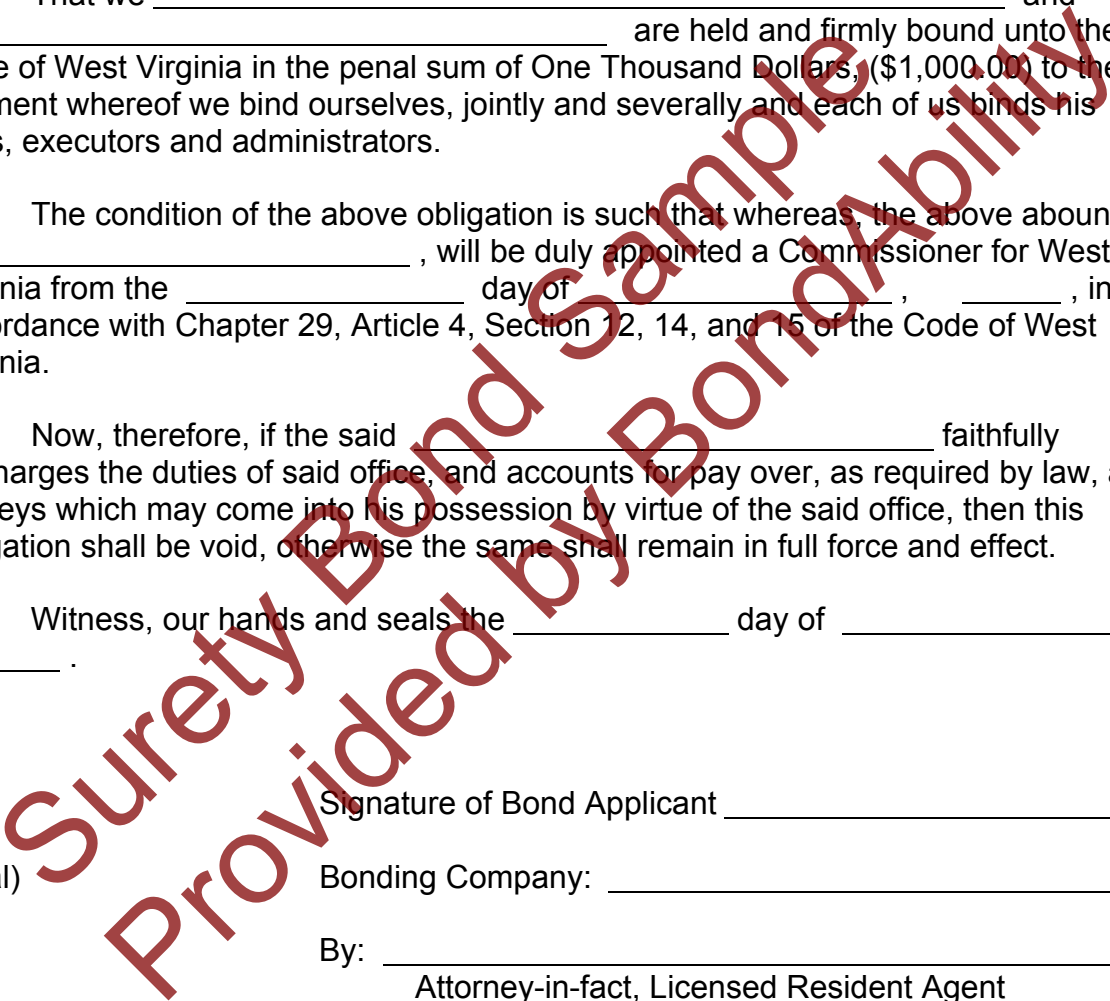 That we and
are held and firmly bound unto the
e of West Virginia in the penal sum of One Thousand Dollars, ($1,000.00) to the
ment whereof we bind ourselves, jointly and severally and each of us binds his
s, executors and administrators.
The condition of the above obligation is such that whereas, the above aboun
, will be duly appointed a Commissioner for West
nia from the day of , , in
ordance with Chapter 29, Article 4, Section 12, 14, and 15 of the Code of West
nia.
Now, therefore, if the said faithfully
harges the duties of said office, and accounts for pay over, as required by law, a
eys which may come into his possession by virtue of the said office, then this
gation shall be void, otherwise the same shall remain in full force and effect.
Witness, our hands and seals the day of
.
Signature of Bond Applicant
al) Bonding Company:
By:
Attorney-in-fact, Licensed Resident Agent
Surety Bond Sample
Provided by BondAbility